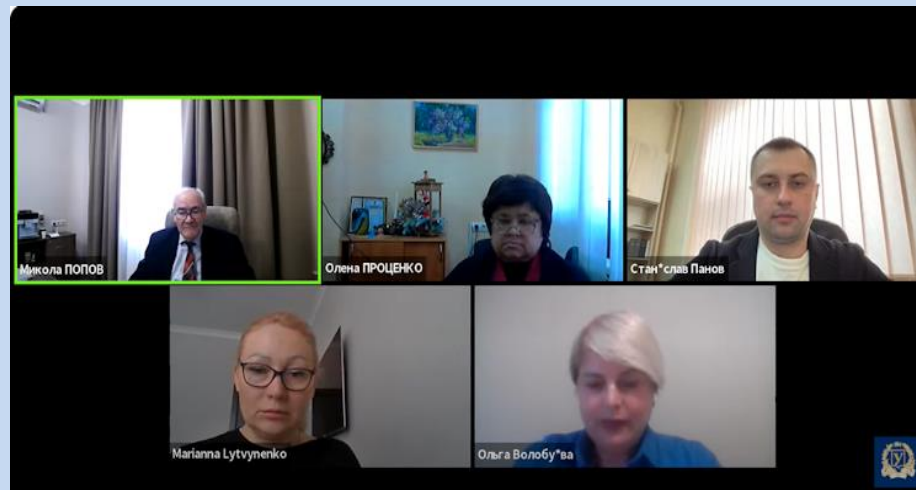 Микола ПОПОВ
Олена ПРОЦЕНКО
Стан*слав Панов
Marianna Lytvynenko
Ольга Волобу*ва